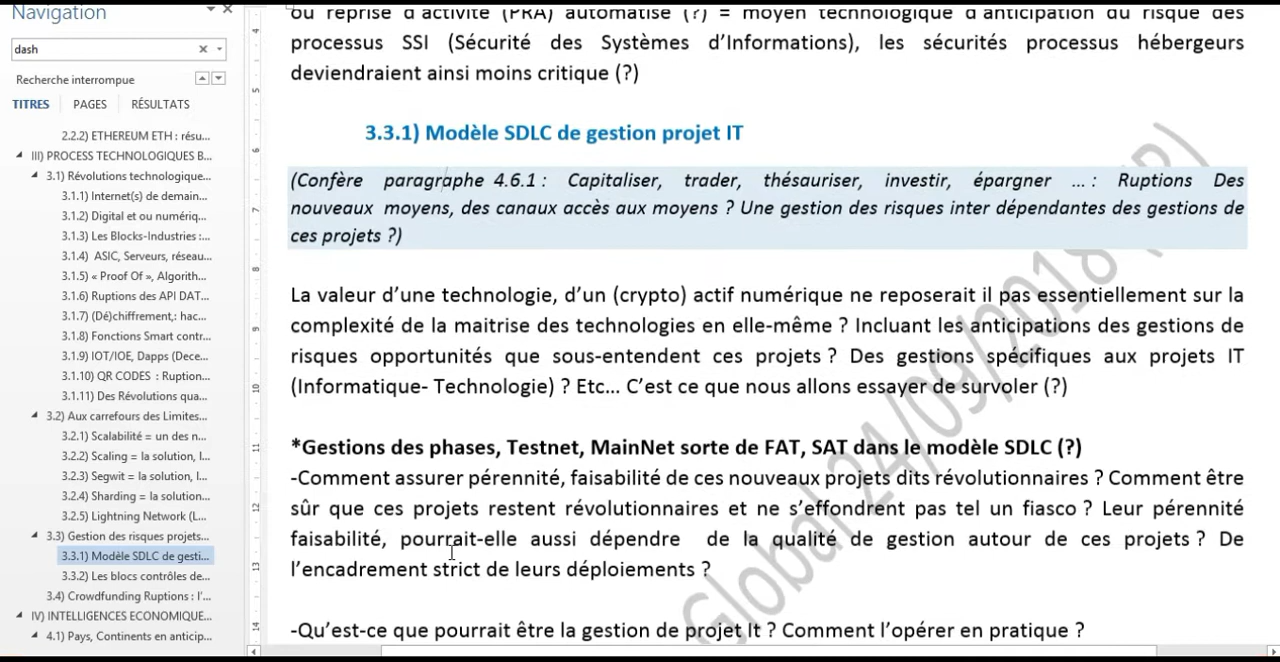 Navigation
dash
Recherche interrompue
TITRES PAGES RÉSULTATS
2.2.2) ETHEREUM ETH : résu...
III) PROCESS TECHNOLOGIQUES B...
3.1) Révolutions technologique...
3.1.1) Internet(s) de demain...
3.1.2) Digital et ou numériq...
3.1.3) Les Blocks-Industries :...
3.1.4) ASIC, Serveurs, réseau...
3.1.5) « Proof Of », Algorith...
3.1.6) Ruptions des API DAT...
3.1.7) (Dé)chiffrement,: hac...
3.1.8) Fonctions Smart contr...
3.1.9) IOT/IOE, Dapps (Dece...
3.1.10) QR CODES : Ruption...
3.1.11) Des Révolutions qua...
3.2) Aux carrefours des Limites...
3.2.1) Scalabilité = un des n...
3.2.2) Scaling = la solution, l...
3.2.3) Segwit = la solution, l...
3.2.4) Sharding = la solution...
3.2.5) Lightning Network (L...
3.3) Gestion des risques projets...
3.3.1) Modèle SDLC de gesti...
3.3.2) Les blocs contrôles de...
3.4) Crowdfunding Ruptions : l'...
IV) INTELLIGENCES ECONOMIQUE...
4.1) Pays, Continents en anticip...
ou reprise d'activité (PRA) automatisé (?) = moyen technologique d'anticipation du risque des
processus SSI (Sécurité des Systèmes d'Informations), les sécurités processus hébergeurs
deviendraient ainsi moins critique (?)
3.3.1) Modèle SDLC de gestion projet IT
(Confère paragraphe 4.6.1 : Capitaliser, trader, thésauriser, investir, épargner ... : Ruptions Des
nouveaux moyens, des canaux accès aux moyens ? Une gestion des risques inter dépendantes des gestions de
ces projets ?)
La valeur d'une technologie, d'un (crypto) actif numérique ne reposerait il pas essentiellement sur la
complexité de la maitrise des technologies en elle-même ? Incluant les anticipations des gestions de
risques opportunités que sous-entendent ces projets ? Des gestions spécifiques aux projets IT
(Informatique- Technologie) ? Etc... C'est ce que nous allons essayer de survoler (?)
*Gestions des phases, Testnet, MainNet sorte de FAT, SAT dans le modèle SDLC (?)
-Comment assurer pérennité, faisabilité de ces nouveaux projets dits révolutionnaires ? Comment être
sûr que ces projets restent révolutionnaires et ne s'effondrent pas tel un fiasco ? Leur pérennité
faisabilité, pourrait-elle aussi dépendre de la qualité de gestion autour de ces projets ? De
l'encadrement strict de leurs déploiements ?
-Qu'est-ce que pourrait être la gestion de projet It ? Comment l'opérer en pratique ?
Global 24/09/2018